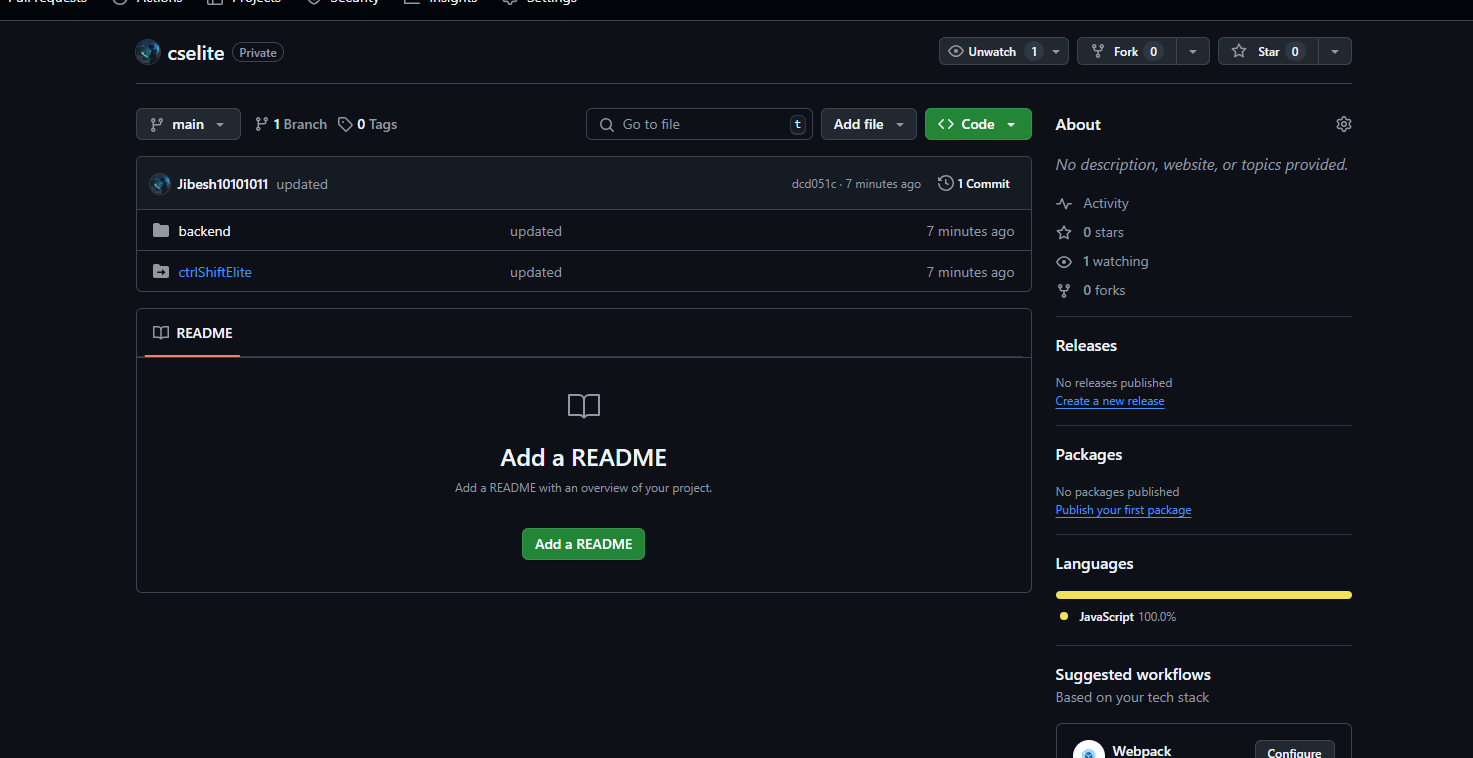 Pull requests Actions Projects Security Insights Settings
cselite Private
Unwatch 1 Fork 0 Star 0
main 1 Branch 0 Tags
Go to file t Add file <> Code
Jibesh10101011 updated dcd051c · 7 minutes ago 1 Commit
backend updated 7 minutes ago
ctrlShiftElite updated 7 minutes ago
README
Add a README
Add a README with an overview of your project.
Add a README
About
No description, website, or topics provided.
Activity
0 stars
1 watching
0 forks
Releases
No releases published
Create a new release
Packages
No packages published
Publish your first package
Languages
JavaScript 100.0%
Suggested workflows
Based on your tech stack
Webpack Configure